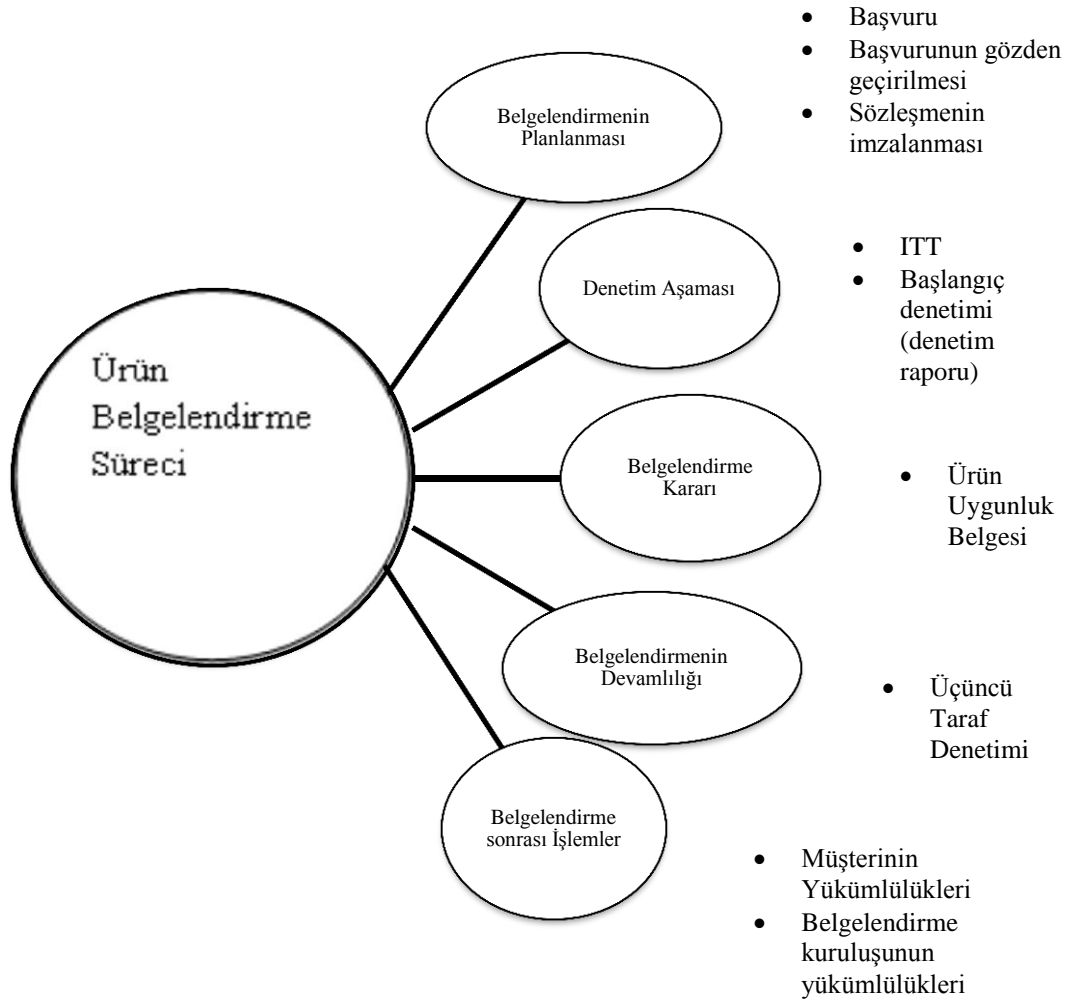 Ürün
Belgelendirme
Süreci
Belgelendirmenin
Planlanması
• Başvuru
• Başvurunun gözden
geçirilmesi
• Sözleşmenin
imzalanması
Denetim Aşaması
• ITT
• Başlangıç
denetimi
(denetim
raporu)
Belgelendirme
Kararı
• Ürün
Uygunluk
Belgesi
Belgelendirmenin
Devamlılığı
• Üçüncü
Taraf
Denetimi
Belgelendirme
sonrası İşlemler
• Müşterinin
Yükümlülükleri
• Belgelendirme
kuruluşunun
yükümlülükleri